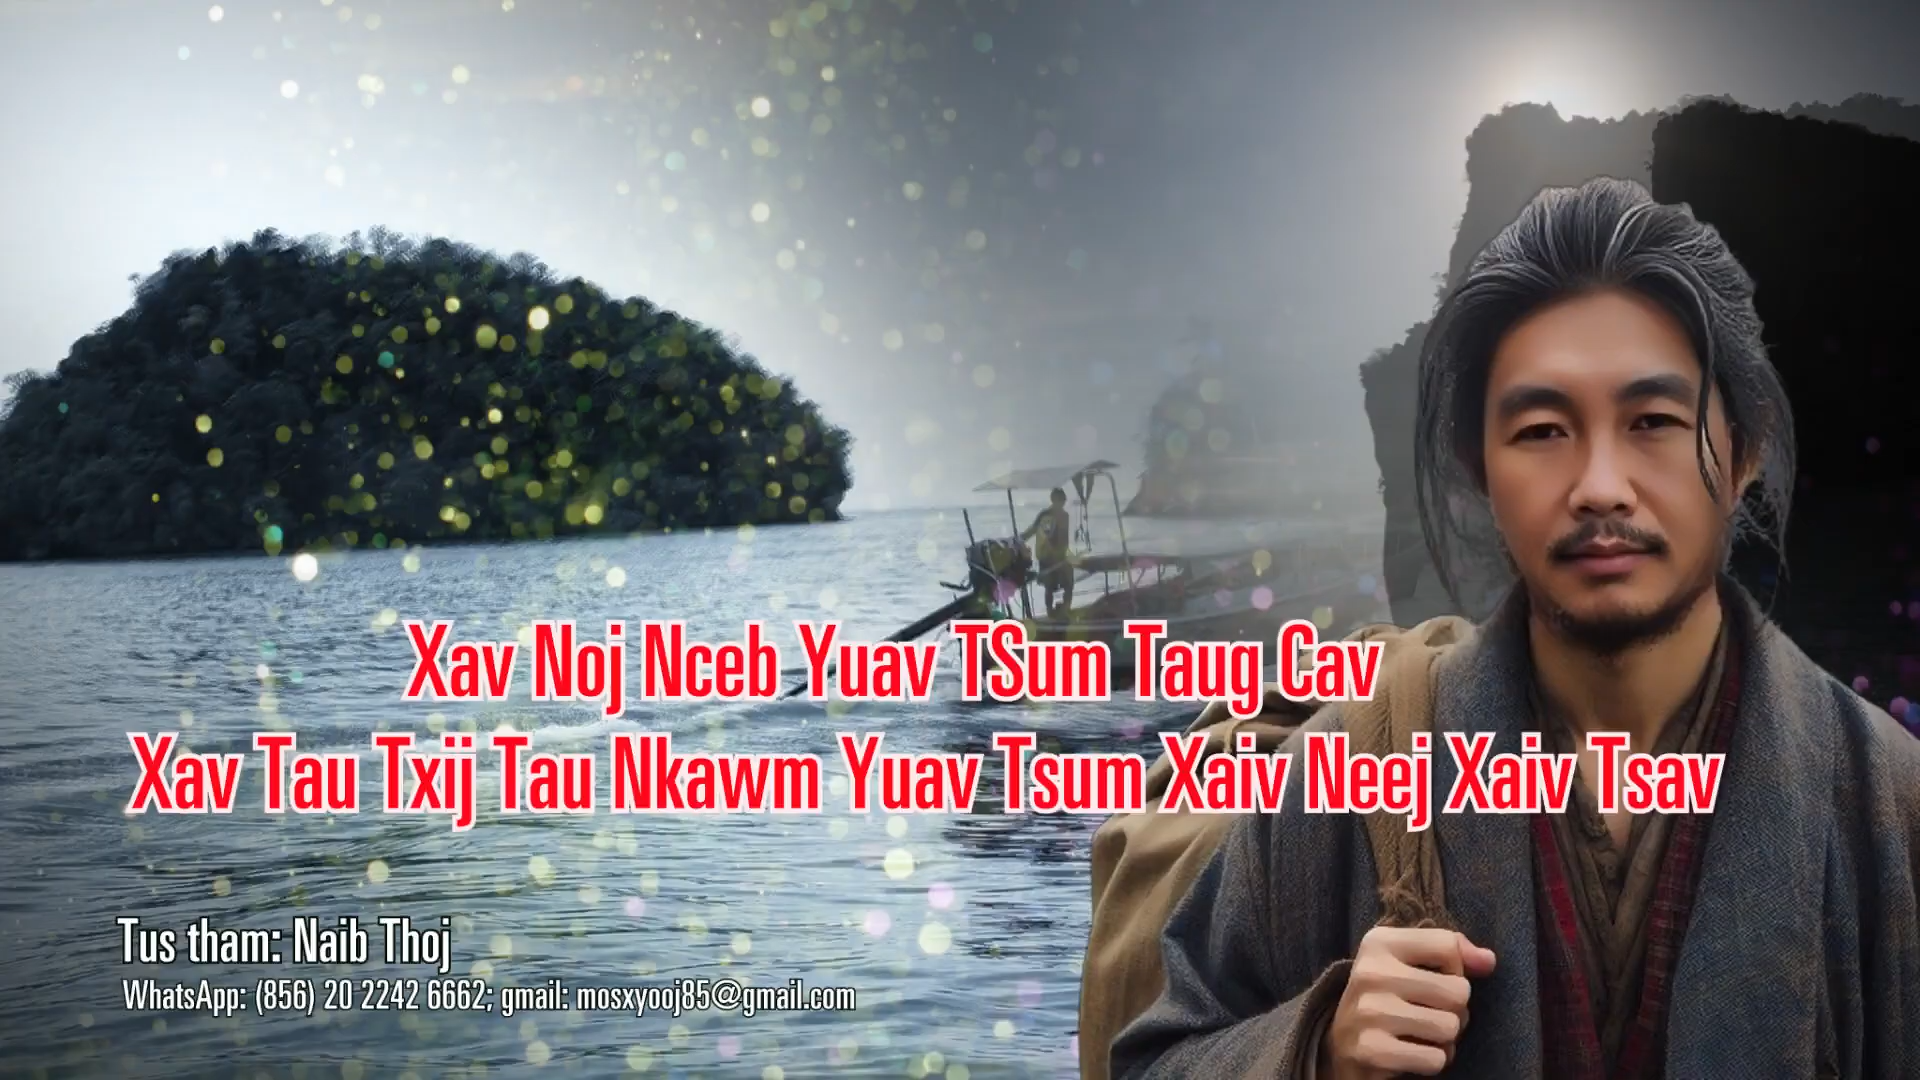 Xav Noj Nceb Yuav TSum Taug Cav
Xav Tau Txij Tau Nkawm Yuav Tsum Xaiv Neej Xaiv Tsav
Tus tham: Naib Thoj
WhatsApp: (856) 20 2242 6662; gmail: mosxyooj85@gmail.com